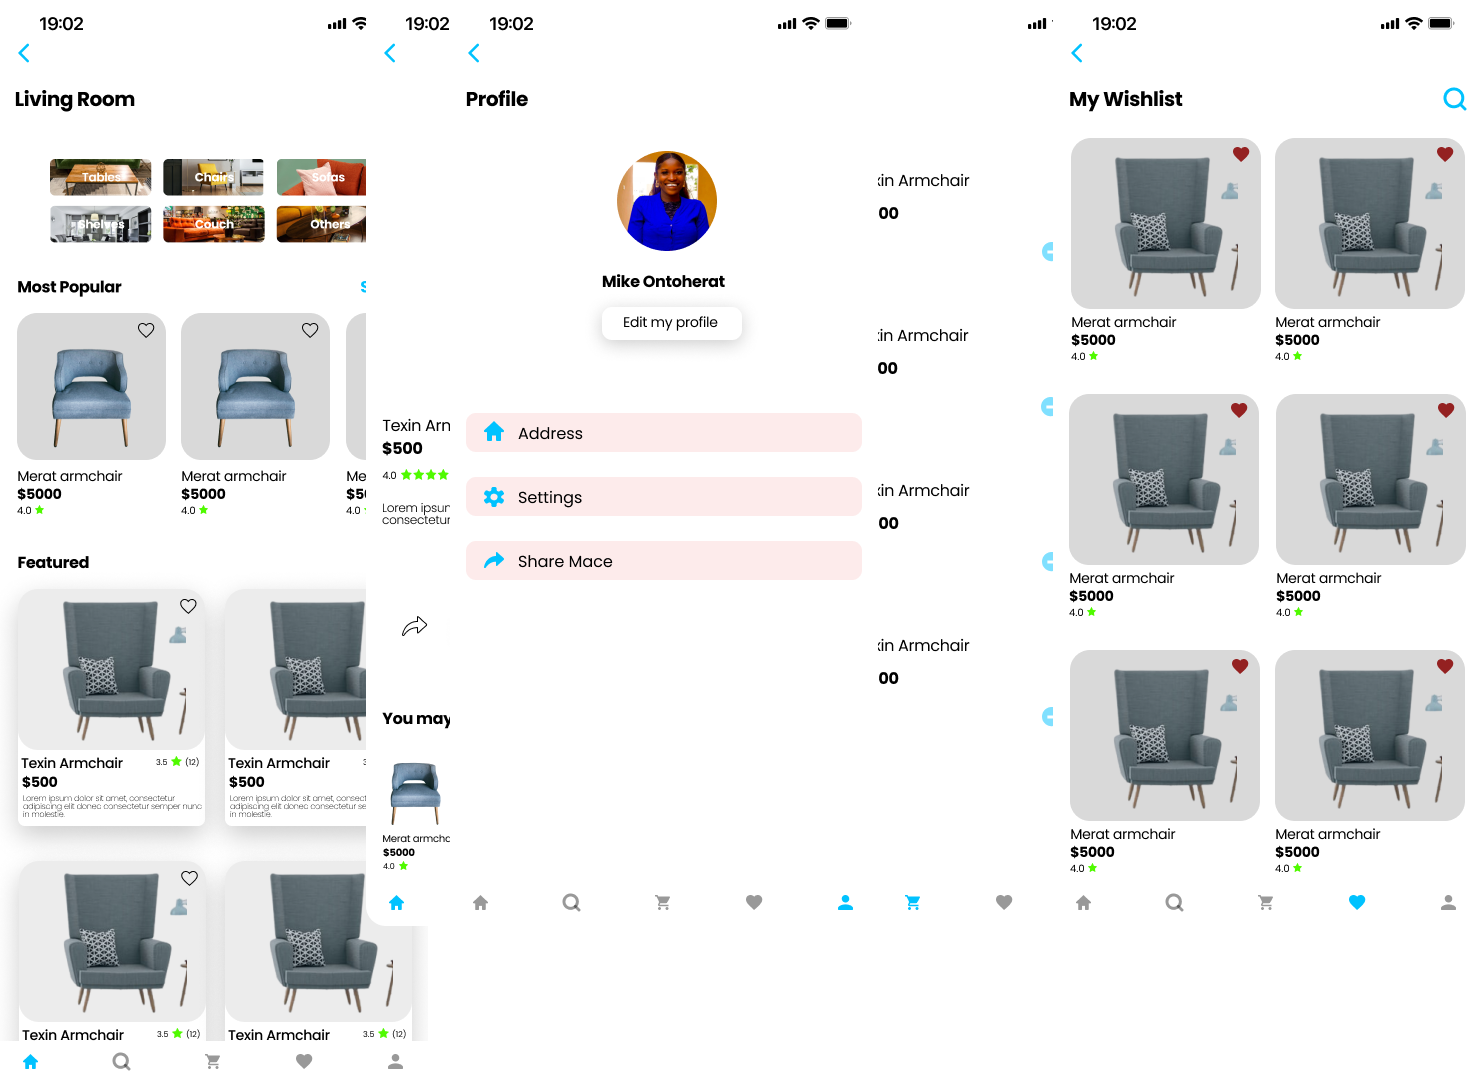 19:02
Living Room
Tables
Chairs
Sofas
Shelves
Couch
Others
Most Popular
S
Merat armchair
$5000
4.0
Merat armchair
$5000
4.0
M
$5
4.0
Featured
Texin Armchair
3.5 (12)
$500
Lorem ipsum dolor sit amet, consectetur
adipiscing elit donec consectetur semper nunc
in molestie.
Texin Armchair
3
$500
Lorem ipsum dolor sit amet, consect
adipiscing elit donec consectetur se
in molestie.
Texin Armchair
3.5 (12)
Texin Armchair
3.5 (12)
19:02
Texin Arm
$500
4.0
Lorem ipsum
consectetur
You may
Merat armcha
$5000
4.0
19:02
Profile
Mike Ontoherat
Edit my profile
Address
Settings
Share Mace
xin Armchair
00
xin Armchair
00
xin Armchair
00
xin Armchair
00
19:02
My Wishlist
Merat armchair
$5000
4.0
Merat armchair
$5000
4.0
Merat armchair
$5000
4.0
Merat armchair
$5000
4.0
Merat armchair
$5000
4.0
Merat armchair
$5000
4.0